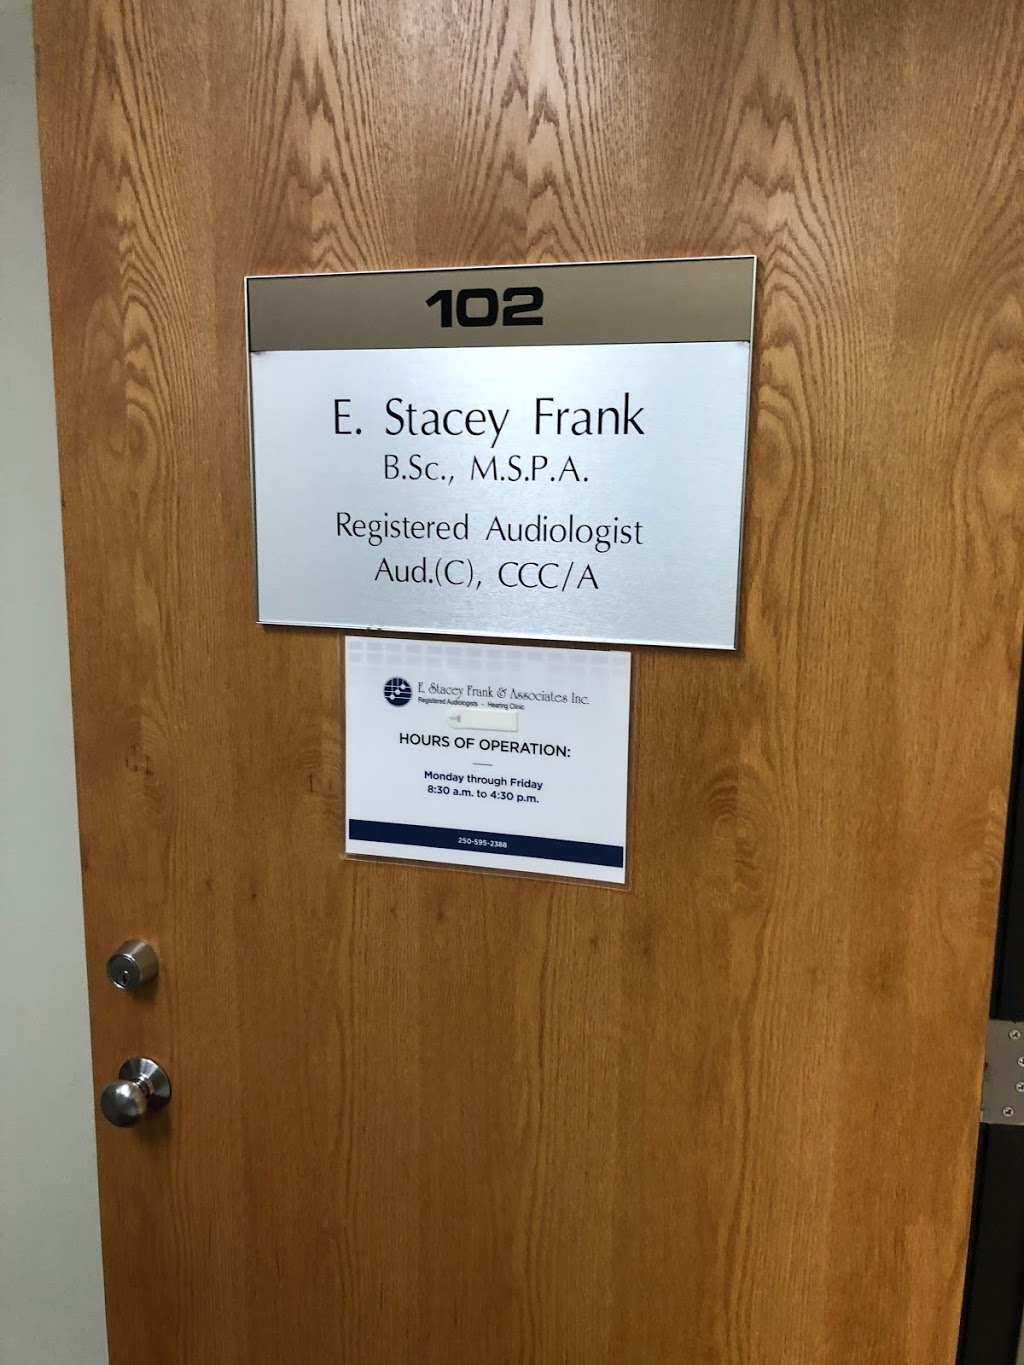 102
E. Stacey Frank
B.Sc., M.S.P.A.
Registered Audiologist
Aud.(C), CCC/A
E. Stacey Frank & Associates Inc.
Registered Audiologists - Hearing Clinic
HOURS OF OPERATION:
Monday through Friday
8:30 a.m. to 4:30 p.m.
250-595-2388